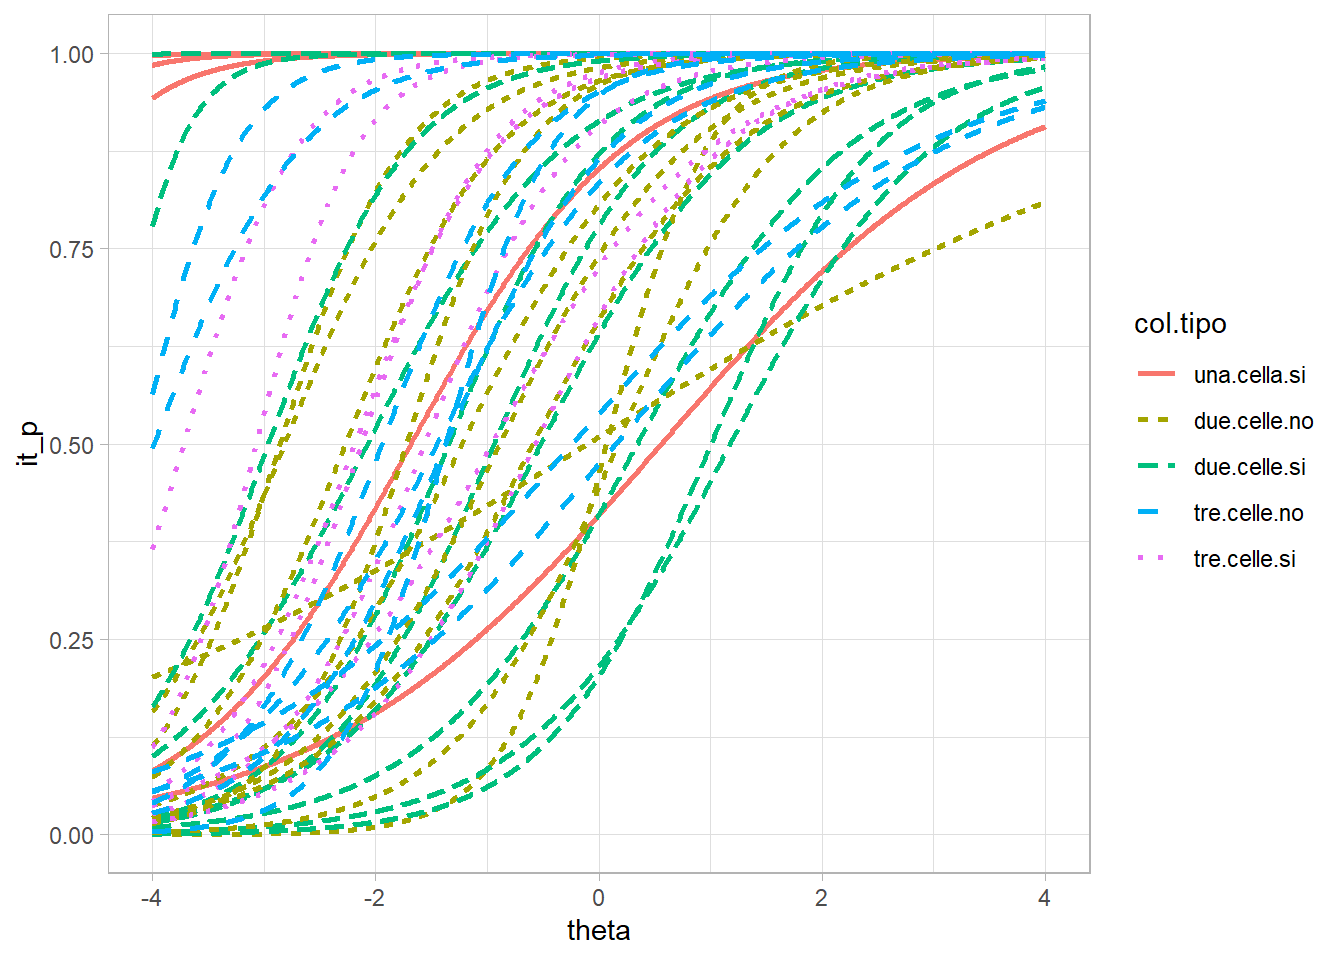 1.00
0.75
0.50
0.25
0.00
it_p
-4
-2
0
2
4
theta
col.tipo
una.cella.si
due.celle.no
due.celle.si
tre.celle.no
tre.celle.si